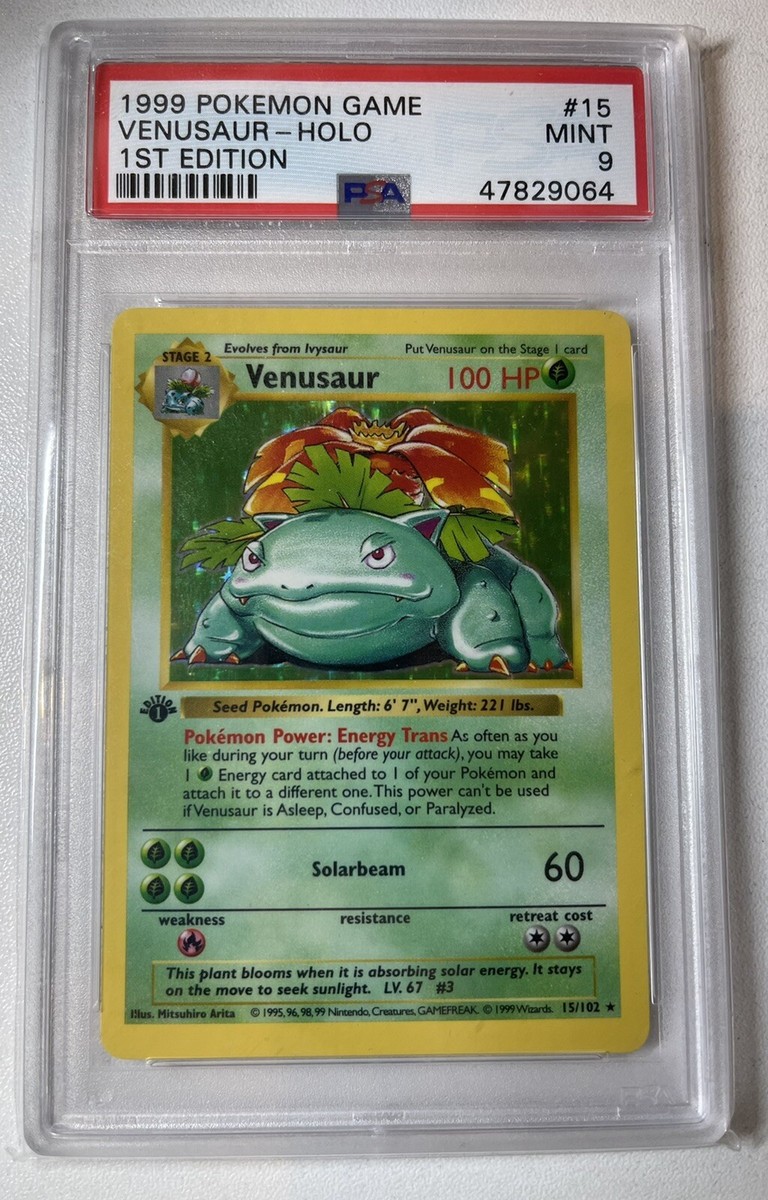 1999 POKEMON GAME #15
VENUSAUR - HOLO MINT
1ST EDITION 9
PSA 47829064
STAGE 2 Evolves from Ivysaur Put Venusaur on the Stage 1 card
Venusaur 100 HP
EDITION 1
Seed Pokémon. Length: 6' 7", Weight: 221 lbs.
Pokémon Power: Energy Trans As often as you
like during your turn (before your attack), you may take
1 Energy card attached to 1 of your Pokémon and
attach it to a different one. This power can't be used
if Venusaur is Asleep, Confused, or Paralyzed.
Solarbeam 60
weakness resistance retreat cost
This plant blooms when it is absorbing solar energy. It stays
on the move to seek sunlight. LV. 67 #3
Illus. Mitsuhiro Arita © 1995, 96, 98, 99 Nintendo, Creatures, GAMEFREAK. © 1999 Wizards. 15/102 ★